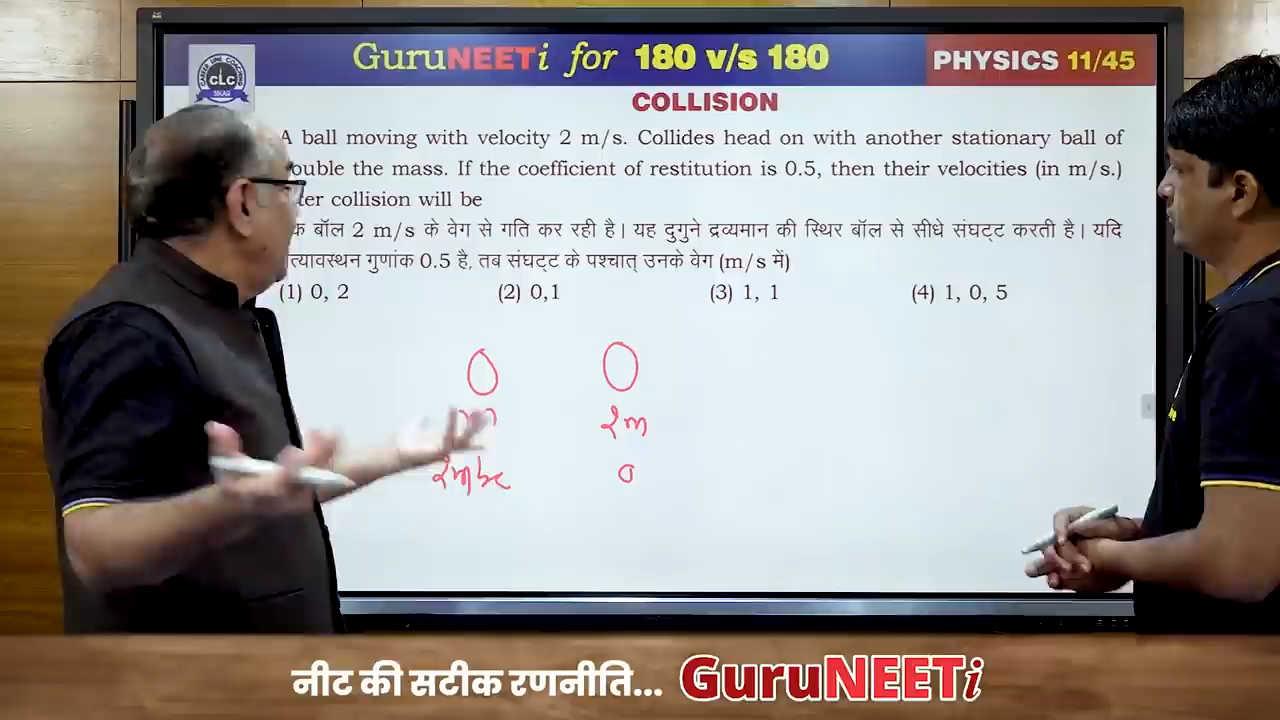 GuruNEETi for 180 v/s 180
PHYSICS 11/45
CLC
SIKAR
COLLISION
A ball moving with velocity 2 m/s. Collides head on with another stationary ball of
ouble the mass. If the coefficient of restitution is 0.5, then their velocities (in m/s.)
ter collision will be
क बॉल 2 m/s के वेग से गति कर रही है। यह दुगुने द्रव्यमान की स्थिर बॉल से सीधे संघट्ट करती है। यदि
त्यावस्थन गुणांक 0.5 है, तब संघट्ट के पश्चात् उनके वेग (m/s में)
(1) 0, 2 (2) 0,1 (3) 1, 1 (4) 1, 0, 5
m 2m
0
नीट की सटीक रणनीति... GuruNEETi